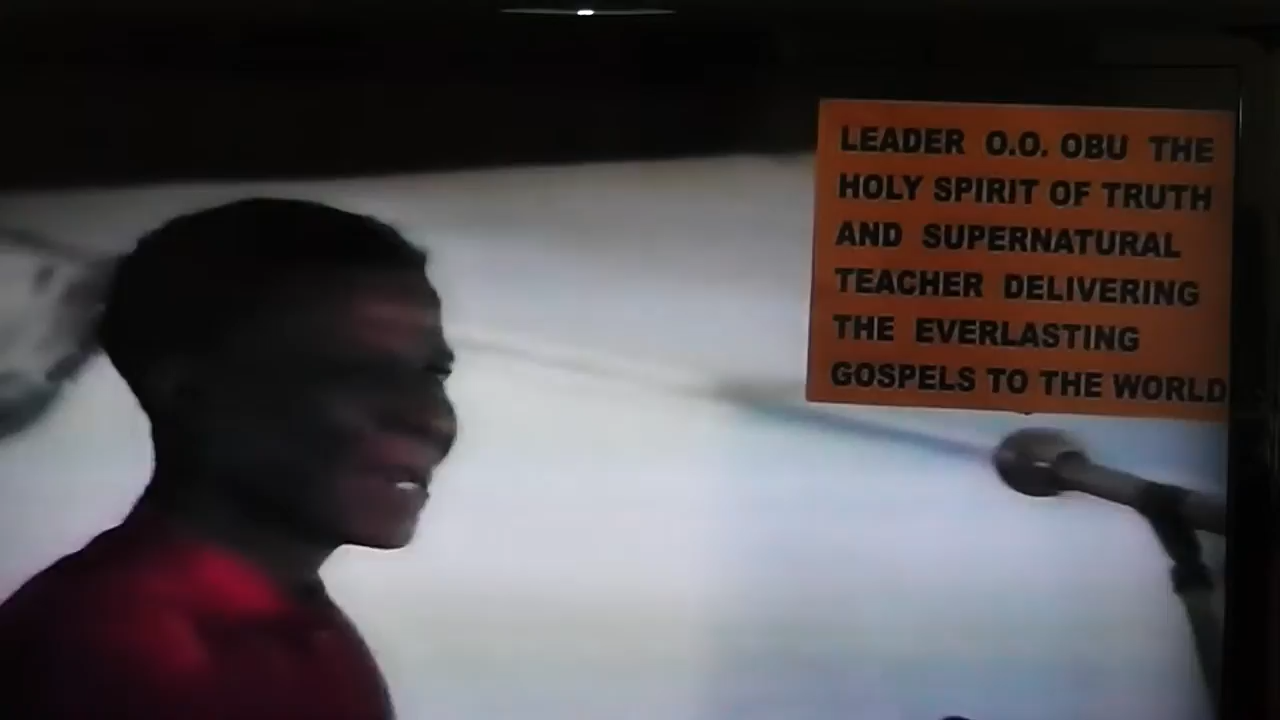 LEADER O.O. OBU THE
HOLY SPIRIT OF TRUTH
AND SUPERNATURAL
TEACHER DELIVERING
THE EVERLASTING
GOSPELS TO THE WORLD